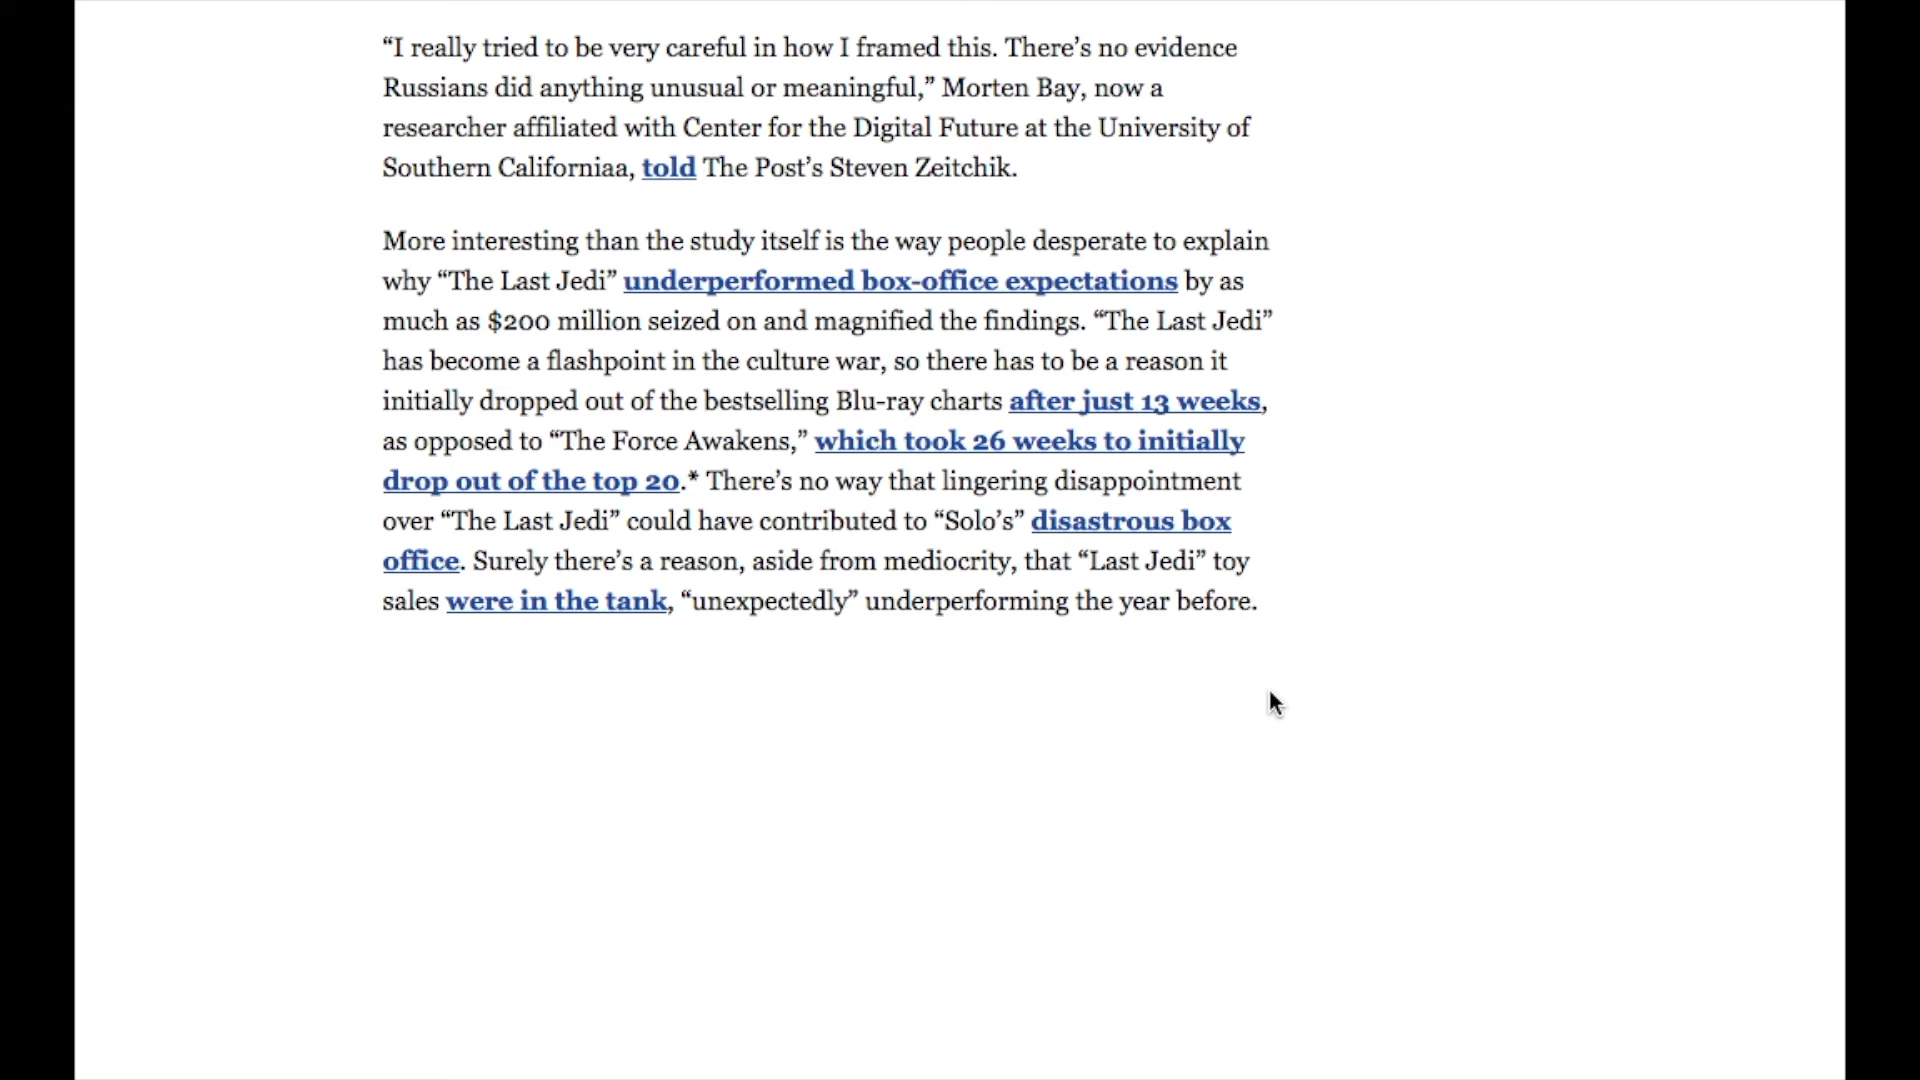 “I really tried to be very careful in how I framed this. There’s no evidence
Russians did anything unusual or meaningful,” Morten Bay, now a
researcher affiliated with Center for the Digital Future at the University of
Southern Californiaa, told The Post’s Steven Zeitchik.
More interesting than the study itself is the way people desperate to explain
why “The Last Jedi” underperformed box-office expectations by as
much as $200 million seized on and magnified the findings. “The Last Jedi”
has become a flashpoint in the culture war, so there has to be a reason it
initially dropped out of the bestselling Blu-ray charts after just 13 weeks,
as opposed to “The Force Awakens,” which took 26 weeks to initially
drop out of the top 20.* There’s no way that lingering disappointment
over “The Last Jedi” could have contributed to “Solo’s” disastrous box
office. Surely there’s a reason, aside from mediocrity, that “Last Jedi” toy
sales were in the tank, “unexpectedly” underperforming the year before.